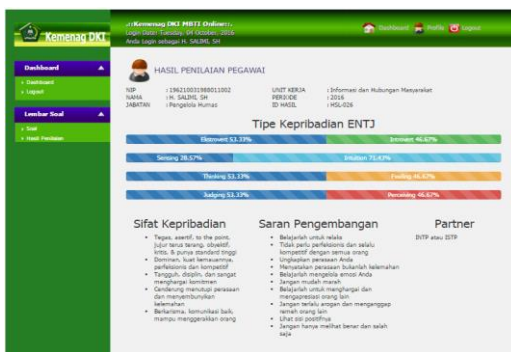 Kemenag DKI
.::Kemenag DKI MBTI Online::.
Login Date: Tuesday, 04 October, 2016
Anda Login sebagai H. SALIMI, SH
Dashboard
Profile
Logout
Dashboard
Dashboard
Logout
Lembar Soal
Soal
Hasil Penilaian
HASIL PENILAIAN PEGAWAI
NIP : 196210031988011002
NAMA : H. SALIMI, SH
JABATAN : Pengelola Humas
UNIT KERJA : Informasi dan Hubungan Masyarakat
PERIODE : 2016
ID HASIL : HSL-026
Tipe Kepribadian ENTJ
Ekstrovert 53.33% Introvert 46.67%
Sensing 28.57% Intuition 71.43%
Thinking 53.33% Feeling 46.67%
Judging 53.33% Perceiving 46.67%
Sifat Kepribadian
Tegas, asertif, to the point,
jujur terus terang, obyektif,
kritis, & punya standard tinggi
Dominan, kuat kemauannya,
perfeksionis dan kompetitif
Tangguh, disiplin, dan sangat
menghargai komitmen
Cenderung menutupi perasaan
dan menyembunyikan
kelemahan
Berkarisma, komunikasi baik,
mampu menggerakkan orang
Saran Pengembangan
Belajarlah untuk relaks
Tidak perlu perfeksionis dan selalu
kompetitif dengan semua orang
Ungkapkan perasaan Anda
Menyatakan perasaan bukanlah kelemahan
Belajarlah mengelola emosi Anda
Jangan mudah marah
Belajarlah untuk menghargai dan
mengapresiasi orang lain
Jangan terlalu arogan dan menganggap
remeh orang lain
Lihat sisi positifnya
Jangan hanya melihat benar dan salah
saja
Partner
INTP atau ISTP